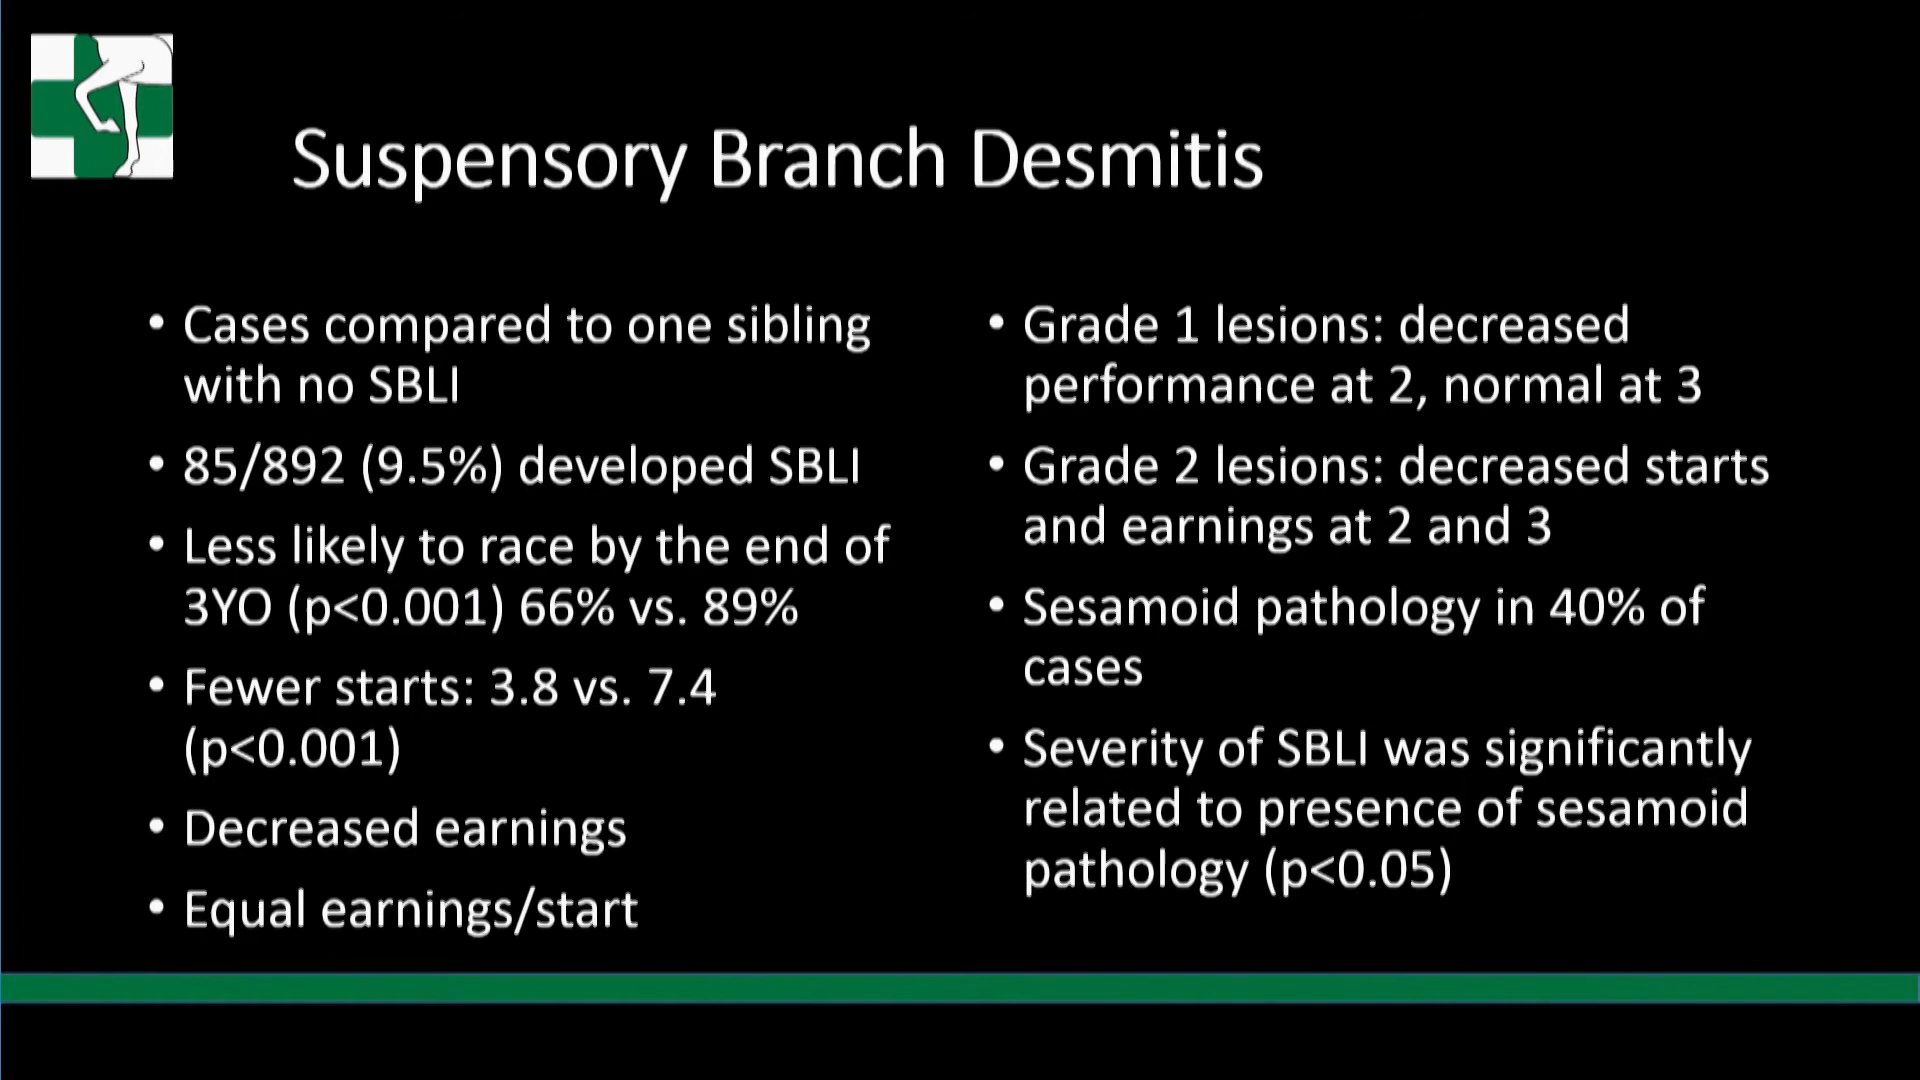 Suspensory Branch Desmitis
• Cases compared to one sibling
with no SBLI
• 85/892 (9.5%) developed SBLI
• Less likely to race by the end of
3YO (p<0.001) 66% vs. 89%
• Fewer starts: 3.8 vs. 7.4
(p<0.001)
• Decreased earnings
• Equal earnings/start
• Grade 1 lesions: decreased
performance at 2, normal at 3
• Grade 2 lesions: decreased starts
and earnings at 2 and 3
• Sesamoid pathology in 40% of
cases
• Severity of SBLI was significantly
related to presence of sesamoid
pathology (p<0.05)